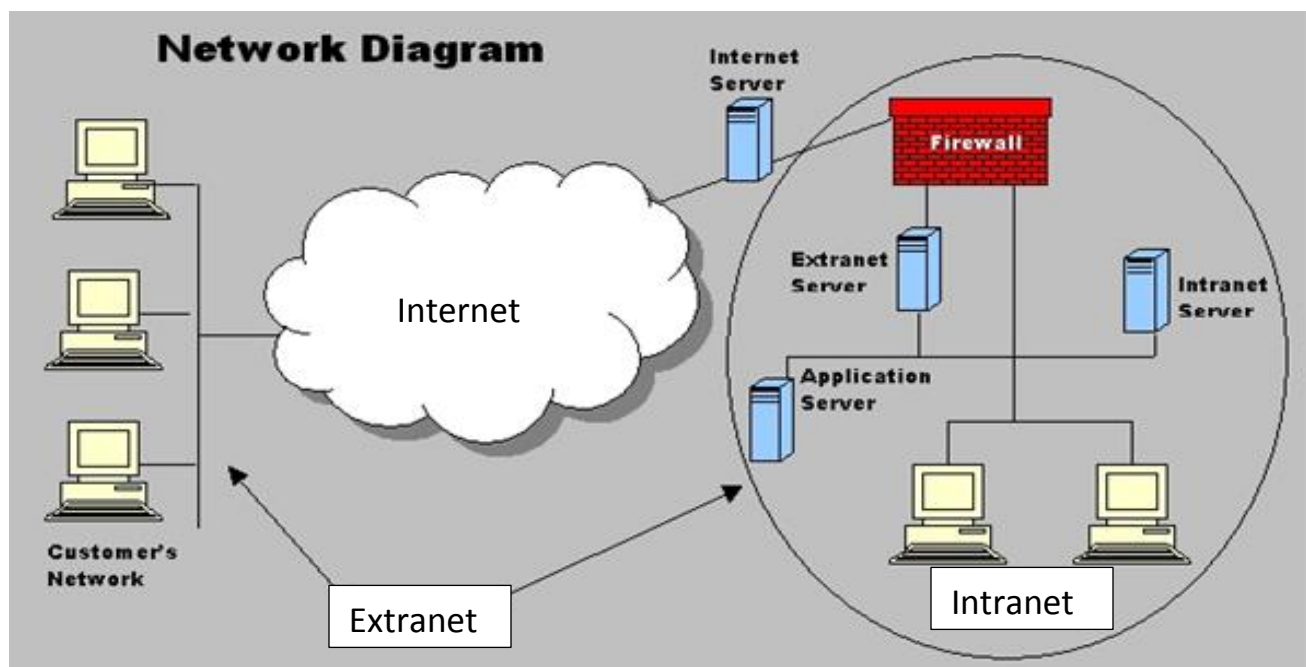 Network Diagram
Internet
Server
Firewall
Extranet
Server
Intranet
Server
Internet
Application
Server
Customer's
Network
Extranet
Intranet